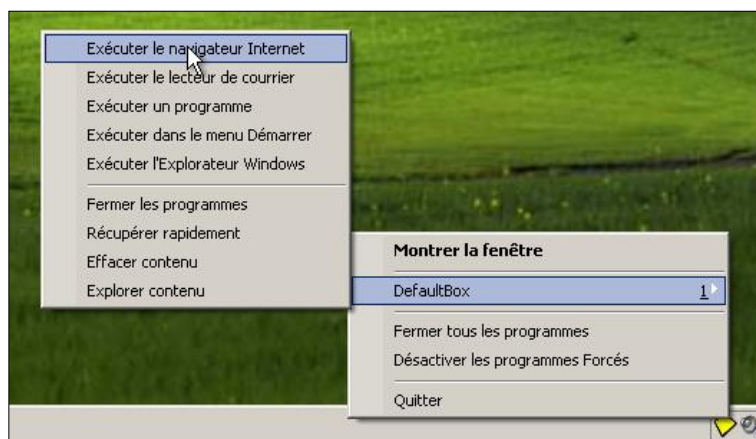 Exécuter le navigateur Internet
Exécuter le lecteur de courrier
Exécuter un programme
Exécuter dans le menu Démarrer
Exécuter l'Explorateur Windows
Fermer les programmes
Récupérer rapidement
Effacer contenu
Explorer contenu
Montrer la fenêtre
DefaultBox 1
Fermer tous les programmes
Désactiver les programmes Forcés
Quitter